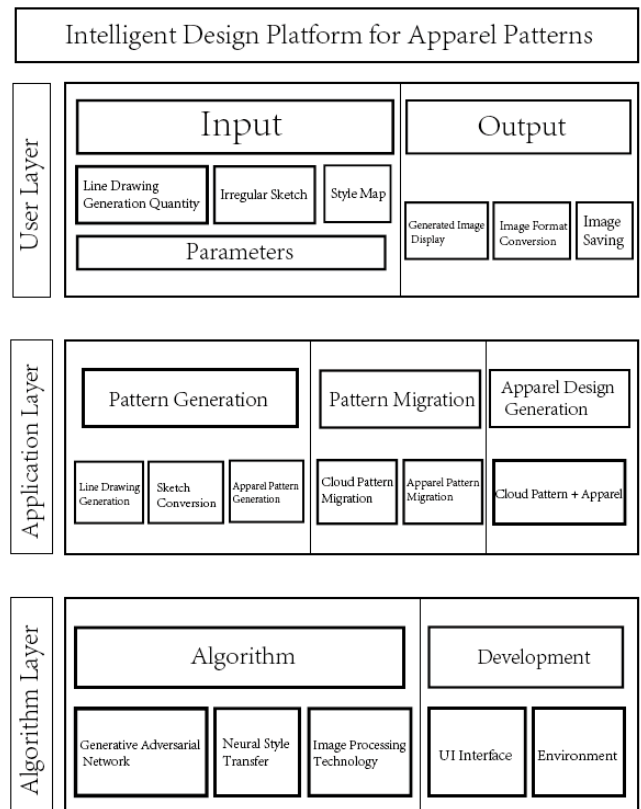 Intelligent Design Platform for Apparel Patterns
User Layer
Input
Line Drawing
Generation Quantity
Irregular Sketch
Style Map
Parameters
Output
Generated Image
Display
Image Format
Conversion
Image
Saving
Application Layer
Pattern Generation
Line Drawing
Generation
Sketch
Conversion
Apparel Pattern
Generation
Pattern Migration
Cloud Pattern
Migration
Apparel Pattern
Migration
Apparel Design
Generation
Cloud Pattern + Apparel
Algorithm Layer
Algorithm
Generative Adversarial
Network
Neural Style
Transfer
Image Processing
Technology
Development
UI Interface
Environment